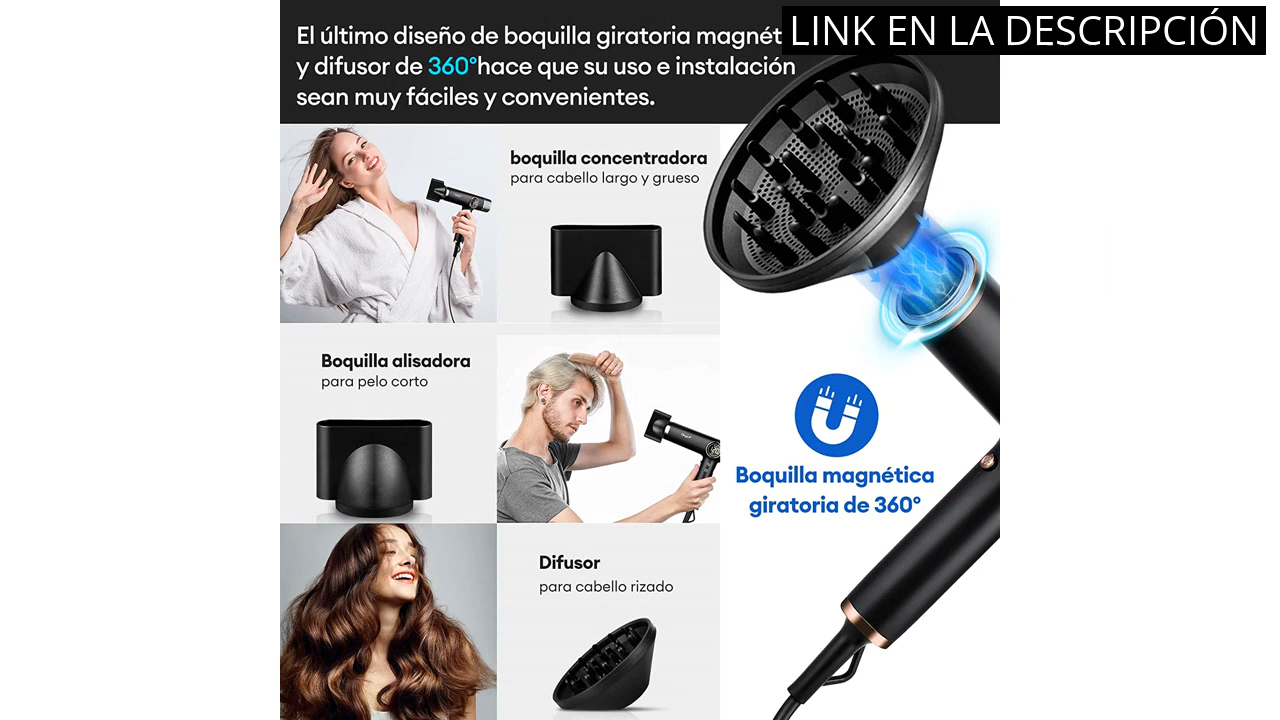 El último diseño de boquilla giratoria magnét
LINK EN LA DESCRIPCIÓN
y difusor de 360°hace que su uso e instalación
sean muy fáciles y convenientes.
boquilla concentradora
para cabello largo y grueso
Boquilla alisadora
para pelo corto
Boquilla magnética
giratoria de 360°
Difusor
para cabello rizado